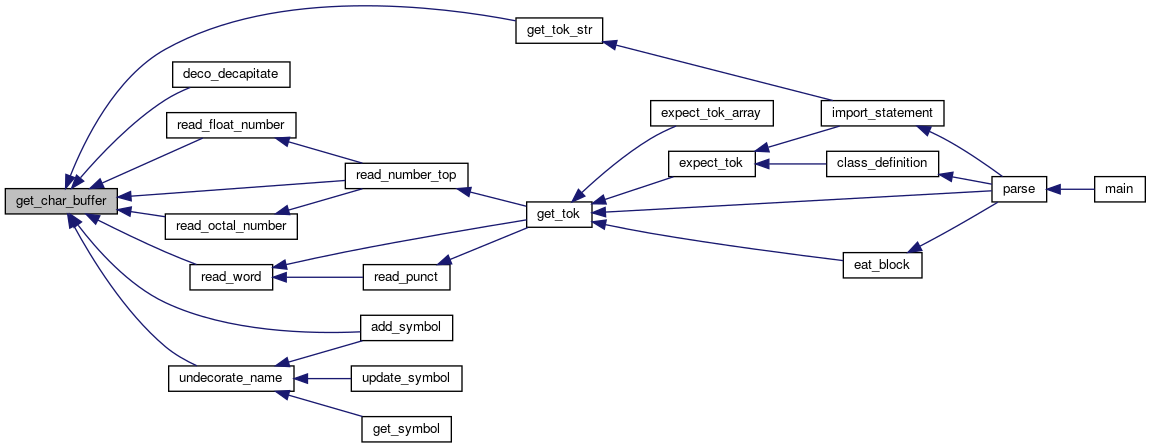 get_tok_str
deco_decapitate
read_float_number
expect_tok_array
import_statement
expect_tok
class_definition
read_number_top
get_char_buffer
parse
main
get_tok
read_octal_number
eat_block
read_word
read_punct
add_symbol
undecorate_name
update_symbol
get_symbol